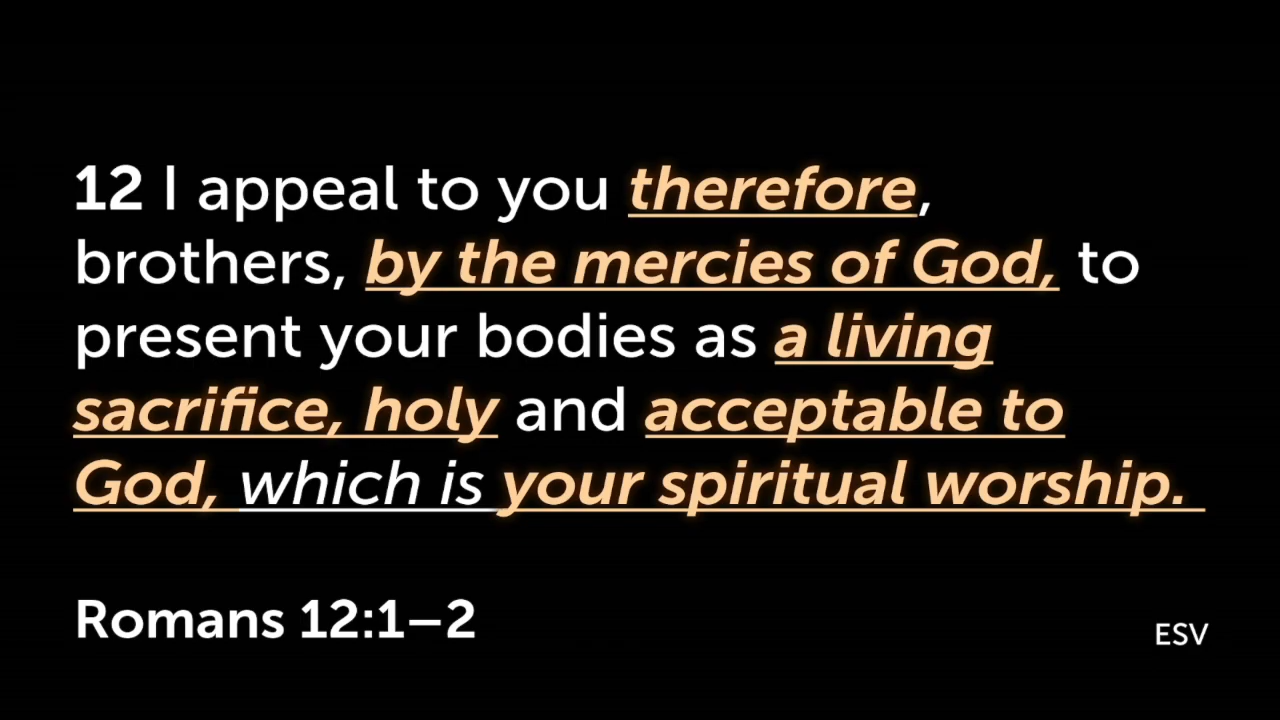 12 I appeal to you therefore,
brothers, by the mercies of God, to
present your bodies as a living
sacrifice, holy and acceptable to
God, which is your spiritual worship.
Romans 12:1–2
ESV